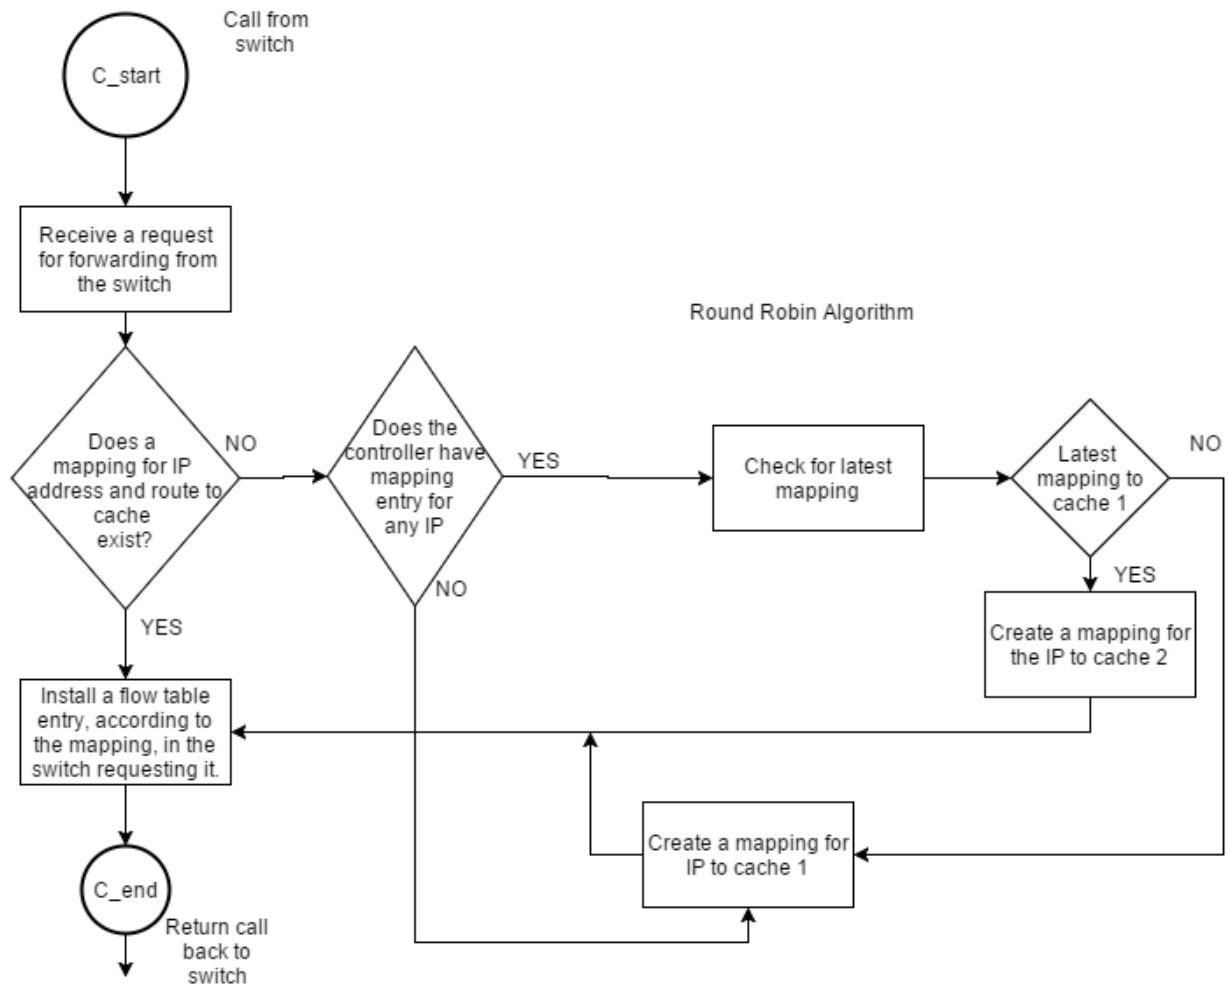 Call from
switch
C_start
Receive a request
for forwarding from
the switch
Round Robin Algorithm
Does a
mapping for IP
address and route to
cache
exist?
NO
YES
Does the
controller have
mapping
entry for
any IP
YES
NO
Check for latest
mapping
Latest
mapping to
cache 1
NO
YES
Create a mapping for
the IP to cache 2
Install a flow table
entry, according to
the mapping, in the
switch requesting it.
Create a mapping for
IP to cache 1
C_end
Return call
back to
switch